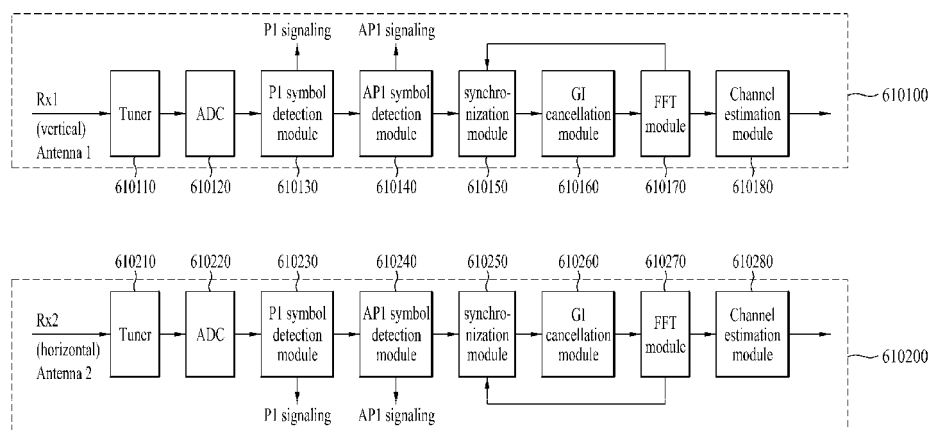 P1 signaling
AP1 signaling
Rx1
(vertical)
Antenna 1
Tuner
ADC
P1 symbol
detection
module
AP1 symbol
detection
module
synchro-
nization
module
GI
cancellation
module
FFT
module
Channel
estimation
module
610100
610110
610120
610130
610140
610150
610160
610170
610180
610210
610220
610230
610240
610250
610260
610270
610280
Rx2
(horizontal)
Antenna 2
Tuner
ADC
P1 symbol
detection
module
AP1 symbol
detection
module
synchro-
nization
module
GI
cancellation
module
FFT
module
Channel
estimation
module
610200
P1 signaling
AP1 signaling